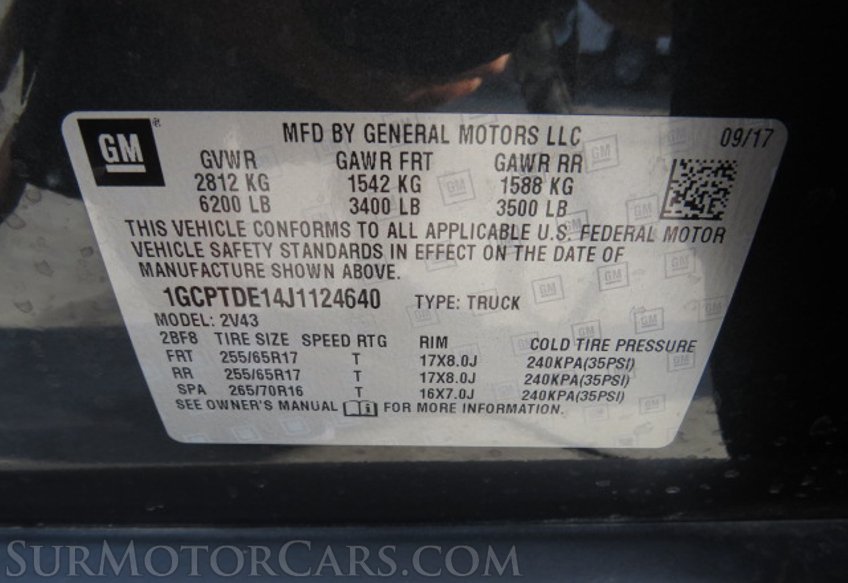 GM ® MFD BY GENERAL MOTORS LLC 09/17
GVWR GAWR FRT GAWR RR
2812 KG 1542 KG 1588 KG
6200 LB 3400 LB 3500 LB
THIS VEHICLE CONFORMS TO ALL APPLICABLE U.S. FEDERAL MOTOR
VEHICLE SAFETY STANDARDS IN EFFECT ON THE DATE OF
MANUFACTURE SHOWN ABOVE.
1GCPTDE14J1124640 TYPE: TRUCK
MODEL: 2V43
2BF8 TIRE SIZE SPEED RTG RIM COLD TIRE PRESSURE
FRT 255/65R17 T 17X8.0J 240KPA(35PSI)
RR 255/65R17 T 17X8.0J 240KPA(35PSI)
SPA 265/70R16 T 16X7.0J 240KPA(35PSI)
SEE OWNER'S MANUAL FOR MORE INFORMATION.
SURMOTORCARS.COM